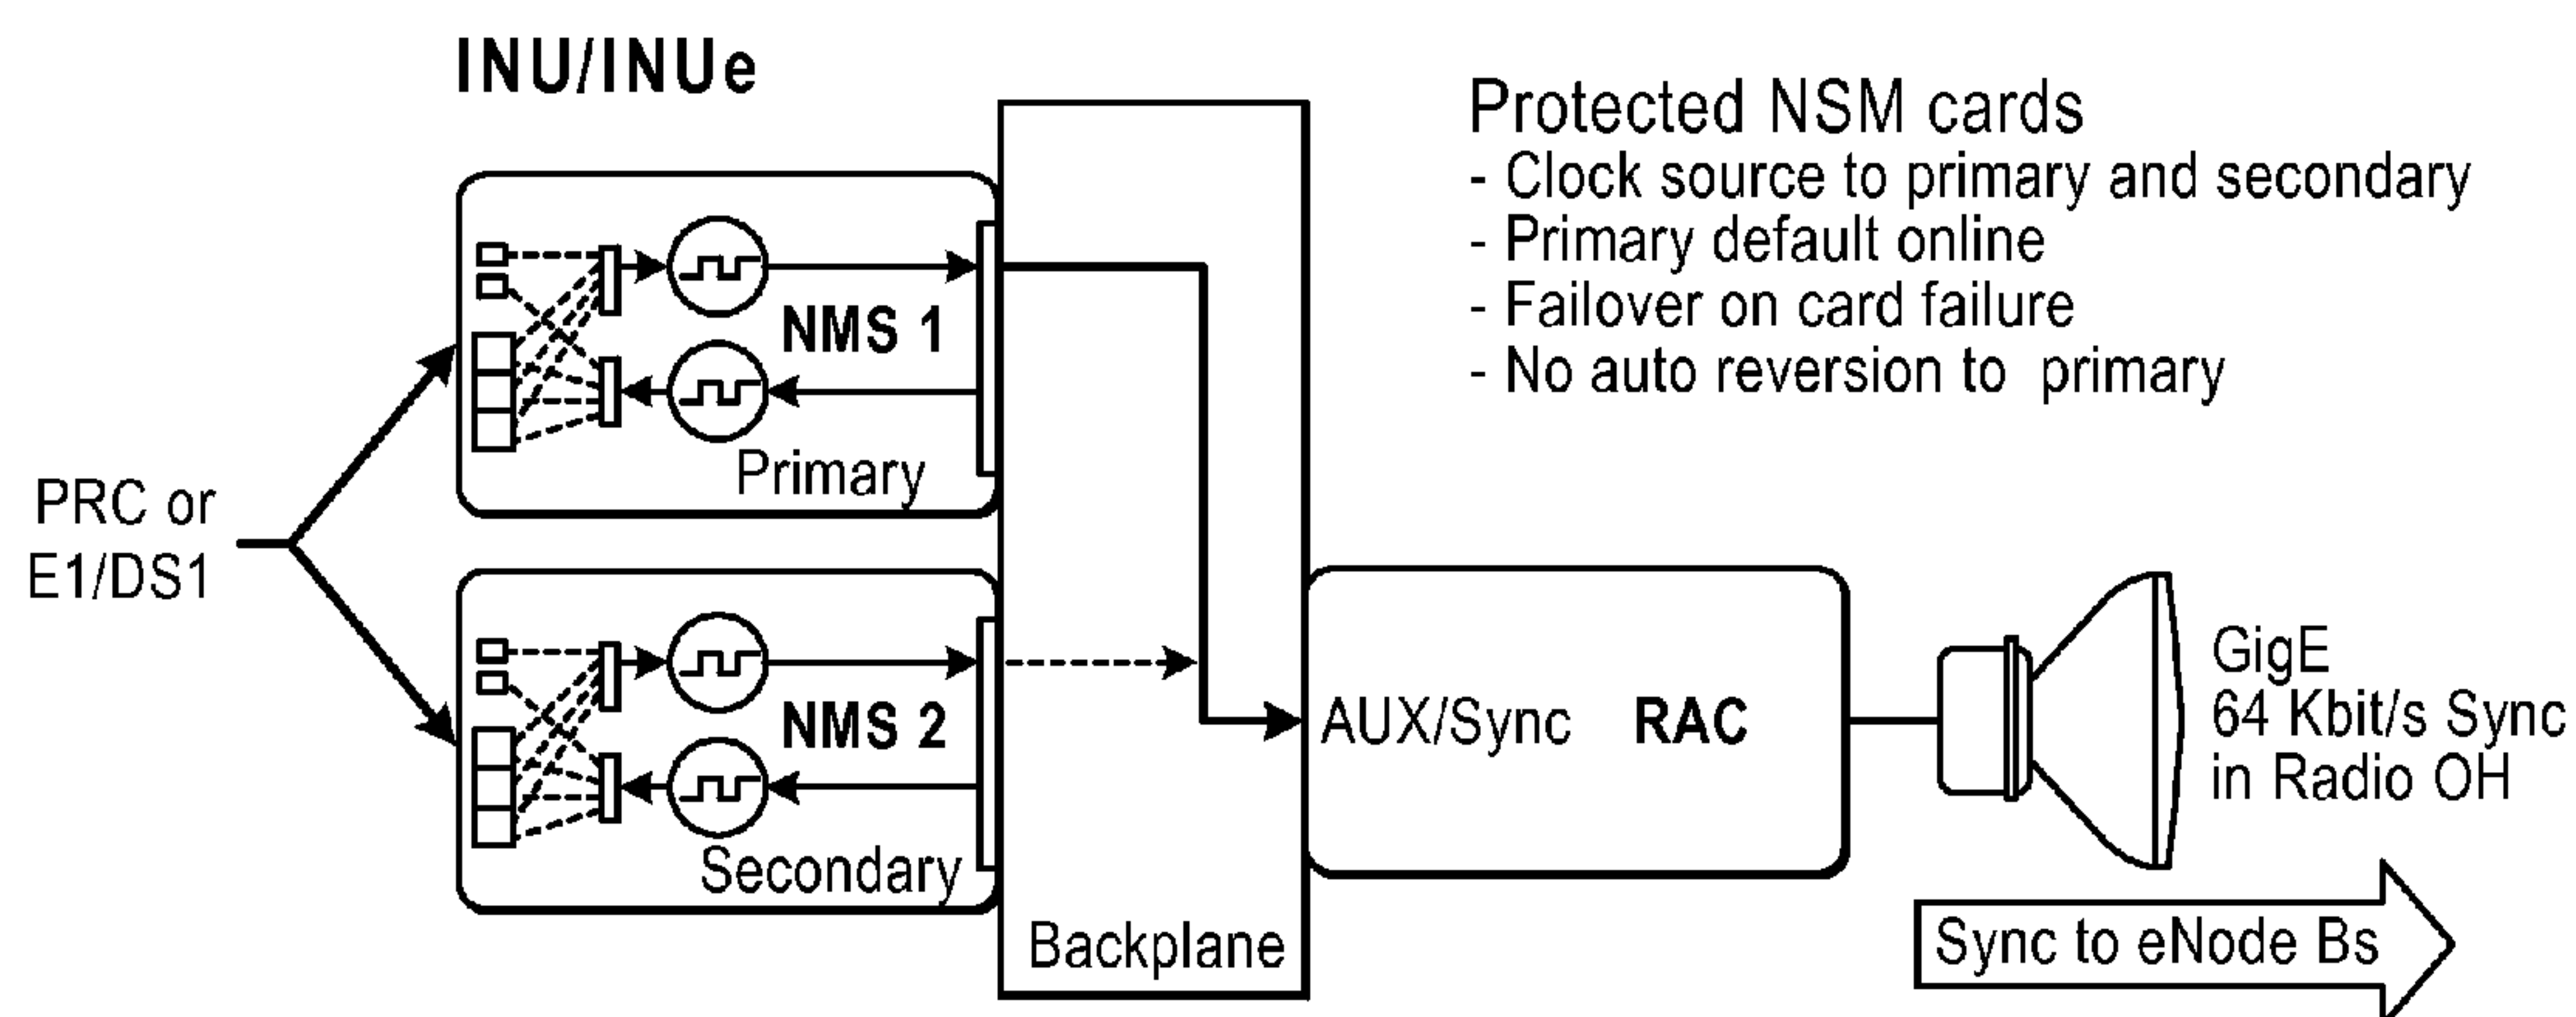 INU/INUe
Protected NSM cards
- Clock source to primary and secondary
- Primary default online
- Failover on card failure
- No auto reversion to primary
NMS 1
Primary
PRC or
E1/DS1
NMS 2
Secondary
Backplane
AUX/Sync RAC
GigE
64 Kbit/s Sync
in Radio OH
Sync to eNode Bs